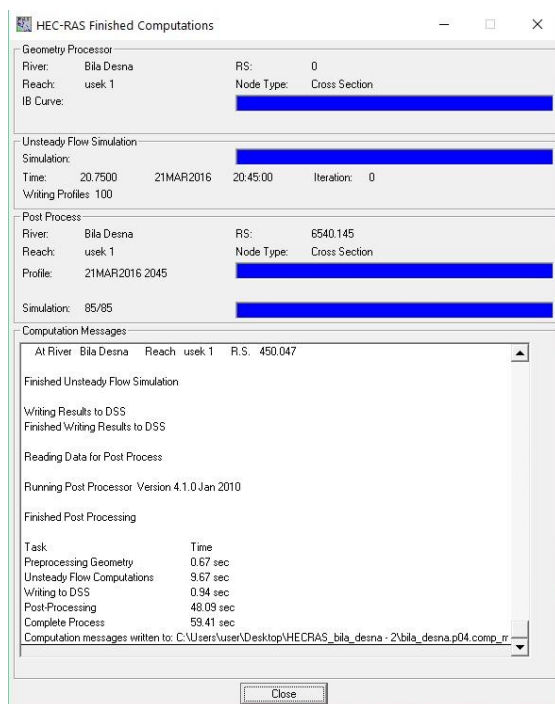 HEC-RAS Finished Computations
Geometry Processor
River: Bila Desna RS: 0
Reach: usek 1 Node Type: Cross Section
IB Curve:
Unsteady Flow Simulation
Simulation:
Time: 20.7500 21MAR2016 20:45:00 Iteration: 0
Writing Profiles 100
Post Process
River: Bila Desna RS: 6540.145
Reach: usek 1 Node Type: Cross Section
Profile: 21MAR2016 2045
Simulation: 85/85
Computation Messages
At River Bila Desna Reach usek 1 R.S. 450.047
Finished Unsteady Flow Simulation
Writing Results to DSS
Finished Writing Results to DSS
Reading Data for Post Process
Running Post Processor Version 4.1.0 Jan 2010
Finished Post Processing
Task Time
Preprocessing Geometry 0.67 sec
Unsteady Flow Computations 9.67 sec
Writing to DSS 0.94 sec
Post-Processing 48.09 sec
Complete Process 59.41 sec
Computation messages written to: C:\Users\user\Desktop\HECRAS_bila_desna - 2\bila_desna.p04.comp_m
Close